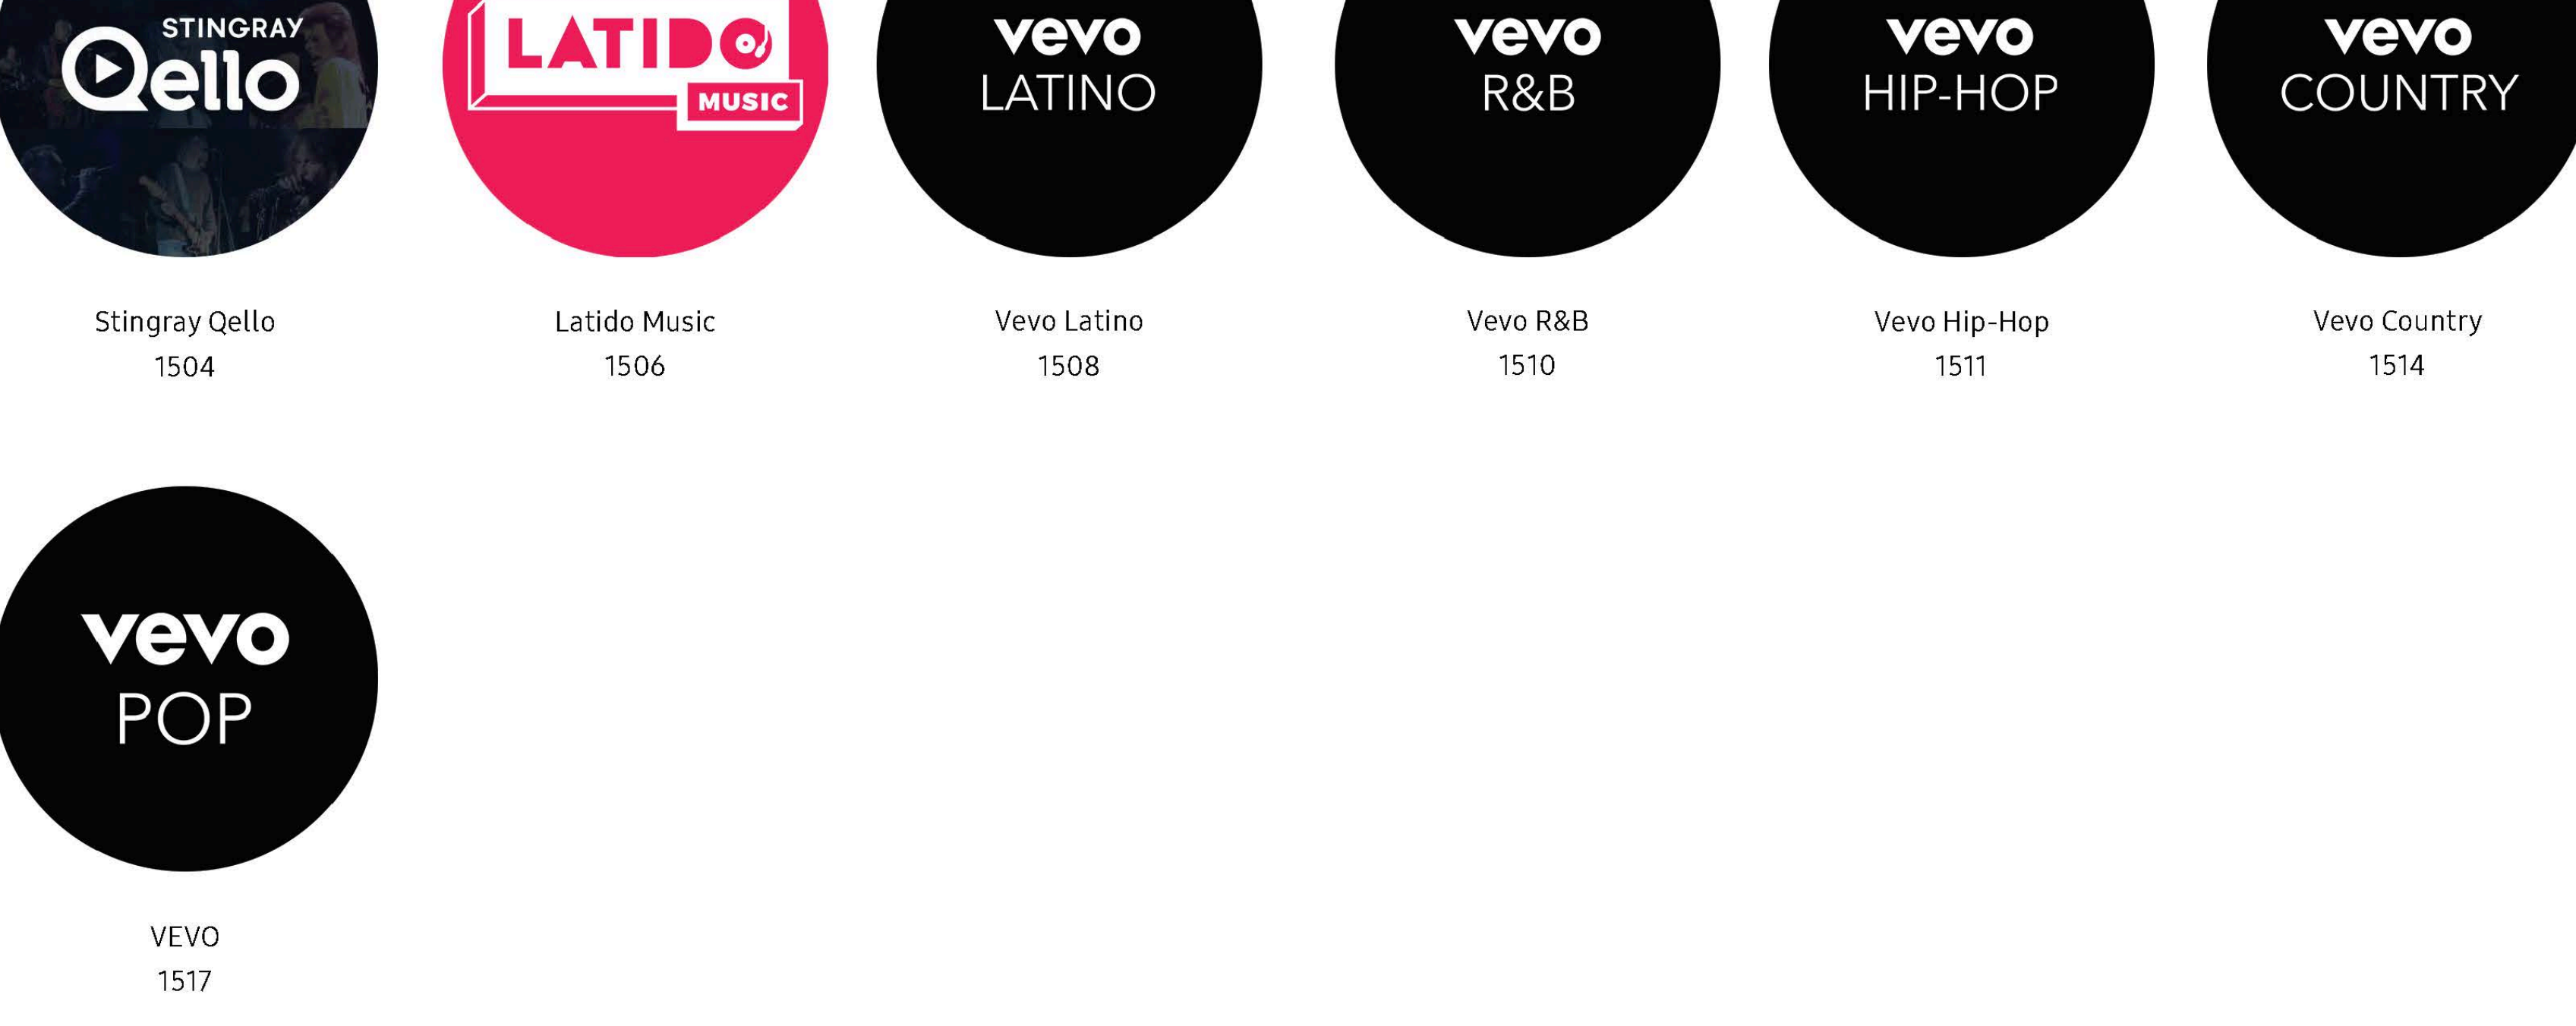 STINGRAY
Qello
LATIDO
MUSIC
vevo
LATINO
vevo
R&B
vevo
HIP-HOP
vevo
COUNTRY
Stingray Qello
1504
Latido Music
1506
Vevo Latino
1508
Vevo R&B
1510
Vevo Hip-Hop
1511
Vevo Country
1514
vevo
POP
VEVO
1517